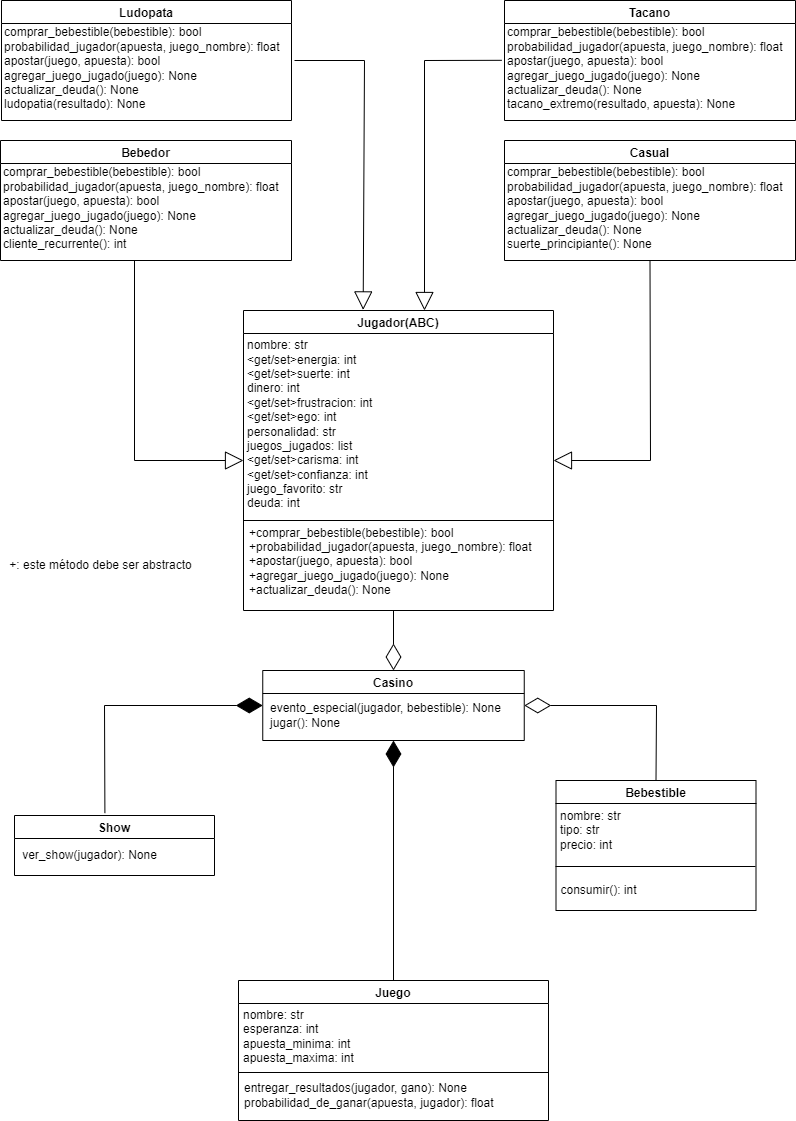 Ludopata
comprar_bebestible(bebestible): bool
probabilidad_jugador(apuesta, juego_nombre): float
apostar(juego, apuesta): bool
agregar_juego_jugado(juego): None
actualizar_deuda(): None
ludopatia(resultado): None
Tacano
comprar_bebestible(bebestible): bool
probabilidad_jugador(apuesta, juego_nombre): float
apostar(juego, apuesta): bool
agregar_juego_jugado(juego): None
actualizar_deuda(): None
tacano_extremo(resultado, apuesta): None
Bebedor
comprar_bebestible(bebestible): bool
probabilidad_jugador(apuesta, juego_nombre): float
apostar(juego, apuesta): bool
agregar_juego_jugado(juego): None
actualizar_deuda(): None
cliente_recurrente(): int
Casual
comprar_bebestible(bebestible): bool
probabilidad_jugador(apuesta, juego_nombre): float
apostar(juego, apuesta): bool
agregar_juego_jugado(juego): None
actualizar_deuda(): None
suerte_principiante(): None
Jugador(ABC)
nombre: str
<get/set>energia: int
<get/set>suerte: int
dinero: int
<get/set>frustracion: int
<get/set>ego: int
personalidad: str
juegos_jugados: list
<get/set>carisma: int
<get/set>confianza: int
juego_favorito: str
deuda: int
+comprar_bebestible(bebestible): bool
+probabilidad_jugador(apuesta, juego_nombre): float
+apostar(juego, apuesta): bool
+agregar_juego_jugado(juego): None
+actualizar_deuda(): None
+: este método debe ser abstracto
Casino
evento_especial(jugador, bebestible): None
jugar(): None
Show
ver_show(jugador): None
Bebestible
nombre: str
tipo: str
precio: int
consumir(): int
Juego
nombre: str
esperanza: int
apuesta_minima: int
apuesta_maxima: int
entregar_resultados(jugador, gano): None
probabilidad_de_ganar(apuesta, jugador): float